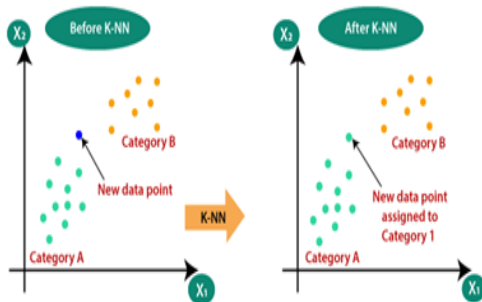 Before K-NN
X₂
Category B
New data point
Category A
X₁
K-NN
After K-NN
X₂
Category B
New data point
assigned to
Category 1
Category A
X₁